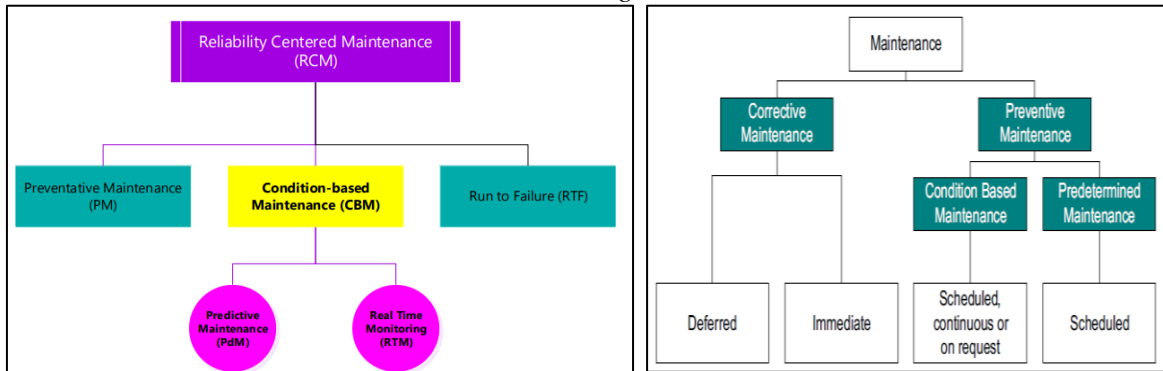 Reliability Centered Maintenance
(RCM)
Preventative Maintenance
(PM)
Condition-based
Maintenance (CBM)
Run to Failure (RTF)
Predictive
Maintenance
(PdM)
Real Time
Monitoring
(RTM)
Maintenance
Corrective
Maintenance
Preventive
Maintenance
Condition Based
Maintenance
Predetermined
Maintenance
Deferred
Immediate
Scheduled,
continuous or
on request
Scheduled